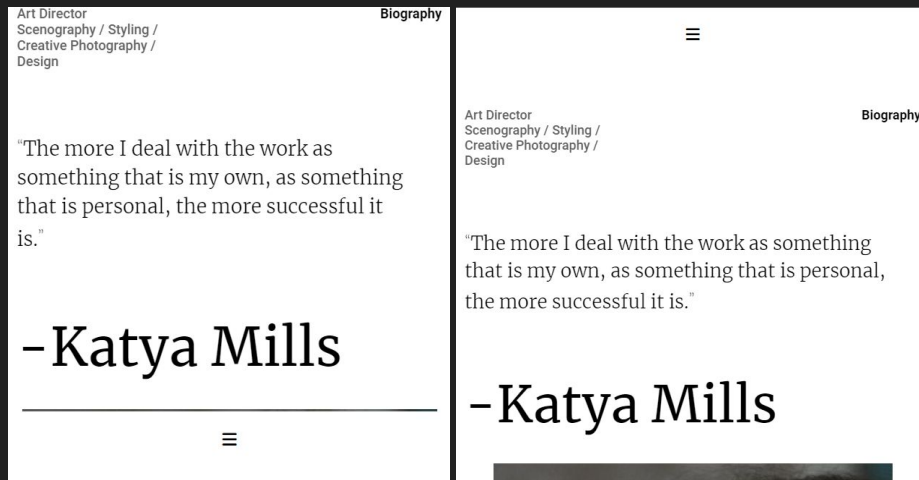 Art Director
Scenography / Styling /
Creative Photography /
Design
Biography
“The more I deal with the work as
something that is my own, as something
that is personal, the more successful it
is.”
-Katya Mills
Art Director
Scenography / Styling /
Creative Photography /
Design
Biography
“The more I deal with the work as something
that is my own, as something that is personal,
the more successful it is.”
-Katya Mills